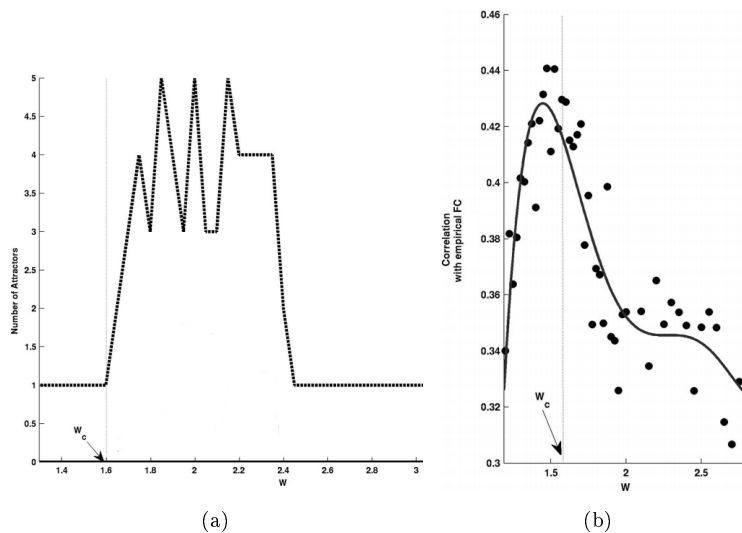 5
4.5
4
3.5
3
2.5
2
1.5
1
0.5
0
Number of Attractors
W
c
1.4 1.6 1.8 2 2.2 2.4 2.6 2.8 3
W
(a)
0.46
0.44
0.42
0.4
0.38
0.36
0.34
0.32
0.3
Correlation
with empirical FC
W
c
1.5 2 2.5
W
(b)